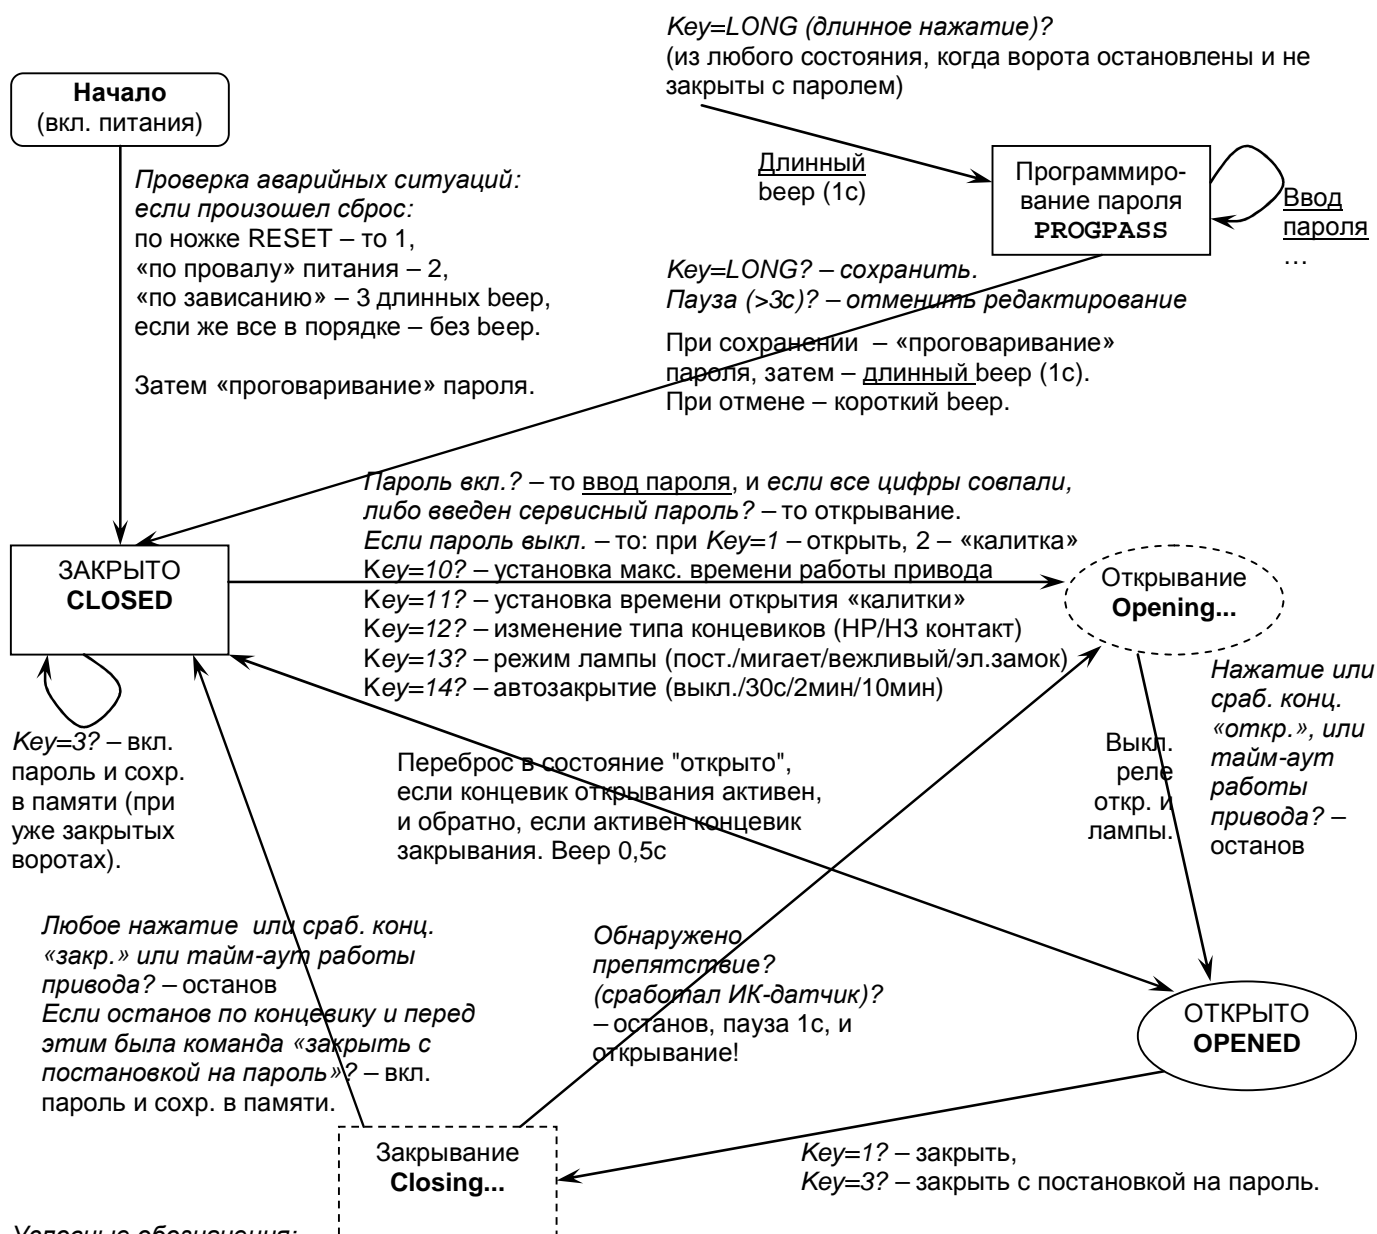 Key=LONG (длинное нажатие)?
(из любого состояния, когда ворота остановлены и не
закрыты с паролем)
Начало
(вкл. питания)
Длинный
beep (1с)
Программиро-
вание пароля
PROGPASS
Ввод
пароля
…
Проверка аварийных ситуаций:
если произошел сброс:
по ножке RESET – то 1,
«по провалу» питания – 2,
«по зависанию» – 3 длинных beep,
если же все в порядке – без beep.
Затем «проговаривание» пароля.
Key=LONG? – сохранить.
Пауза (>3с)? – отменить редактирование
При сохранении – «проговаривание»
пароля, затем – длинный beep (1с).
При отмене – короткий beep.
Пароль вкл.? – то ввод пароля, и если все цифры совпали,
либо введен сервисный пароль? – то открывание.
Если пароль выкл. – то: при Key=1 – открыть, 2 – «калитка»
Key=10? – установка макс. времени работы привода
Key=11? – установка времени открытия «калитки»
Key=12? – изменение типа концевиков (НР/НЗ контакт)
Key=13? – режим лампы (пост./мигает/вежливый/эл.замок)
Key=14? – автозакрытие (выкл./30с/2мин/10мин)
ЗАКРЫТО
CLOSED
Открывание
Opening...
Key=3? – вкл.
пароль и сохр.
в памяти (при
уже закрытых
воротах).
Переброс в состояние "открыто",
если концевик открывания активен,
и обратно, если активен концевик
закрывания. Beep 0,5с
Выкл.
реле
откр. и
лампы.
Нажатие или
сраб. конц.
«откр.», или
тайм-аут
работы
привода? –
останов
Любое нажатие или сраб. конц.
«закр.» или тайм-аут работы
привода? – останов
Если останов по концевику и перед
этим была команда «закрыть с
постановкой на пароль»? – вкл.
пароль и сохр. в памяти.
Обнаружено
препятствие?
(сработал ИК-датчик)?
– останов, пауза 1с, и
открывание!
ОТКРЫТО
OPENED
Закрывание
Closing...
Key=1? – закрыть,
Key=3? – закрыть с постановкой на пароль.
Условные обозначения: